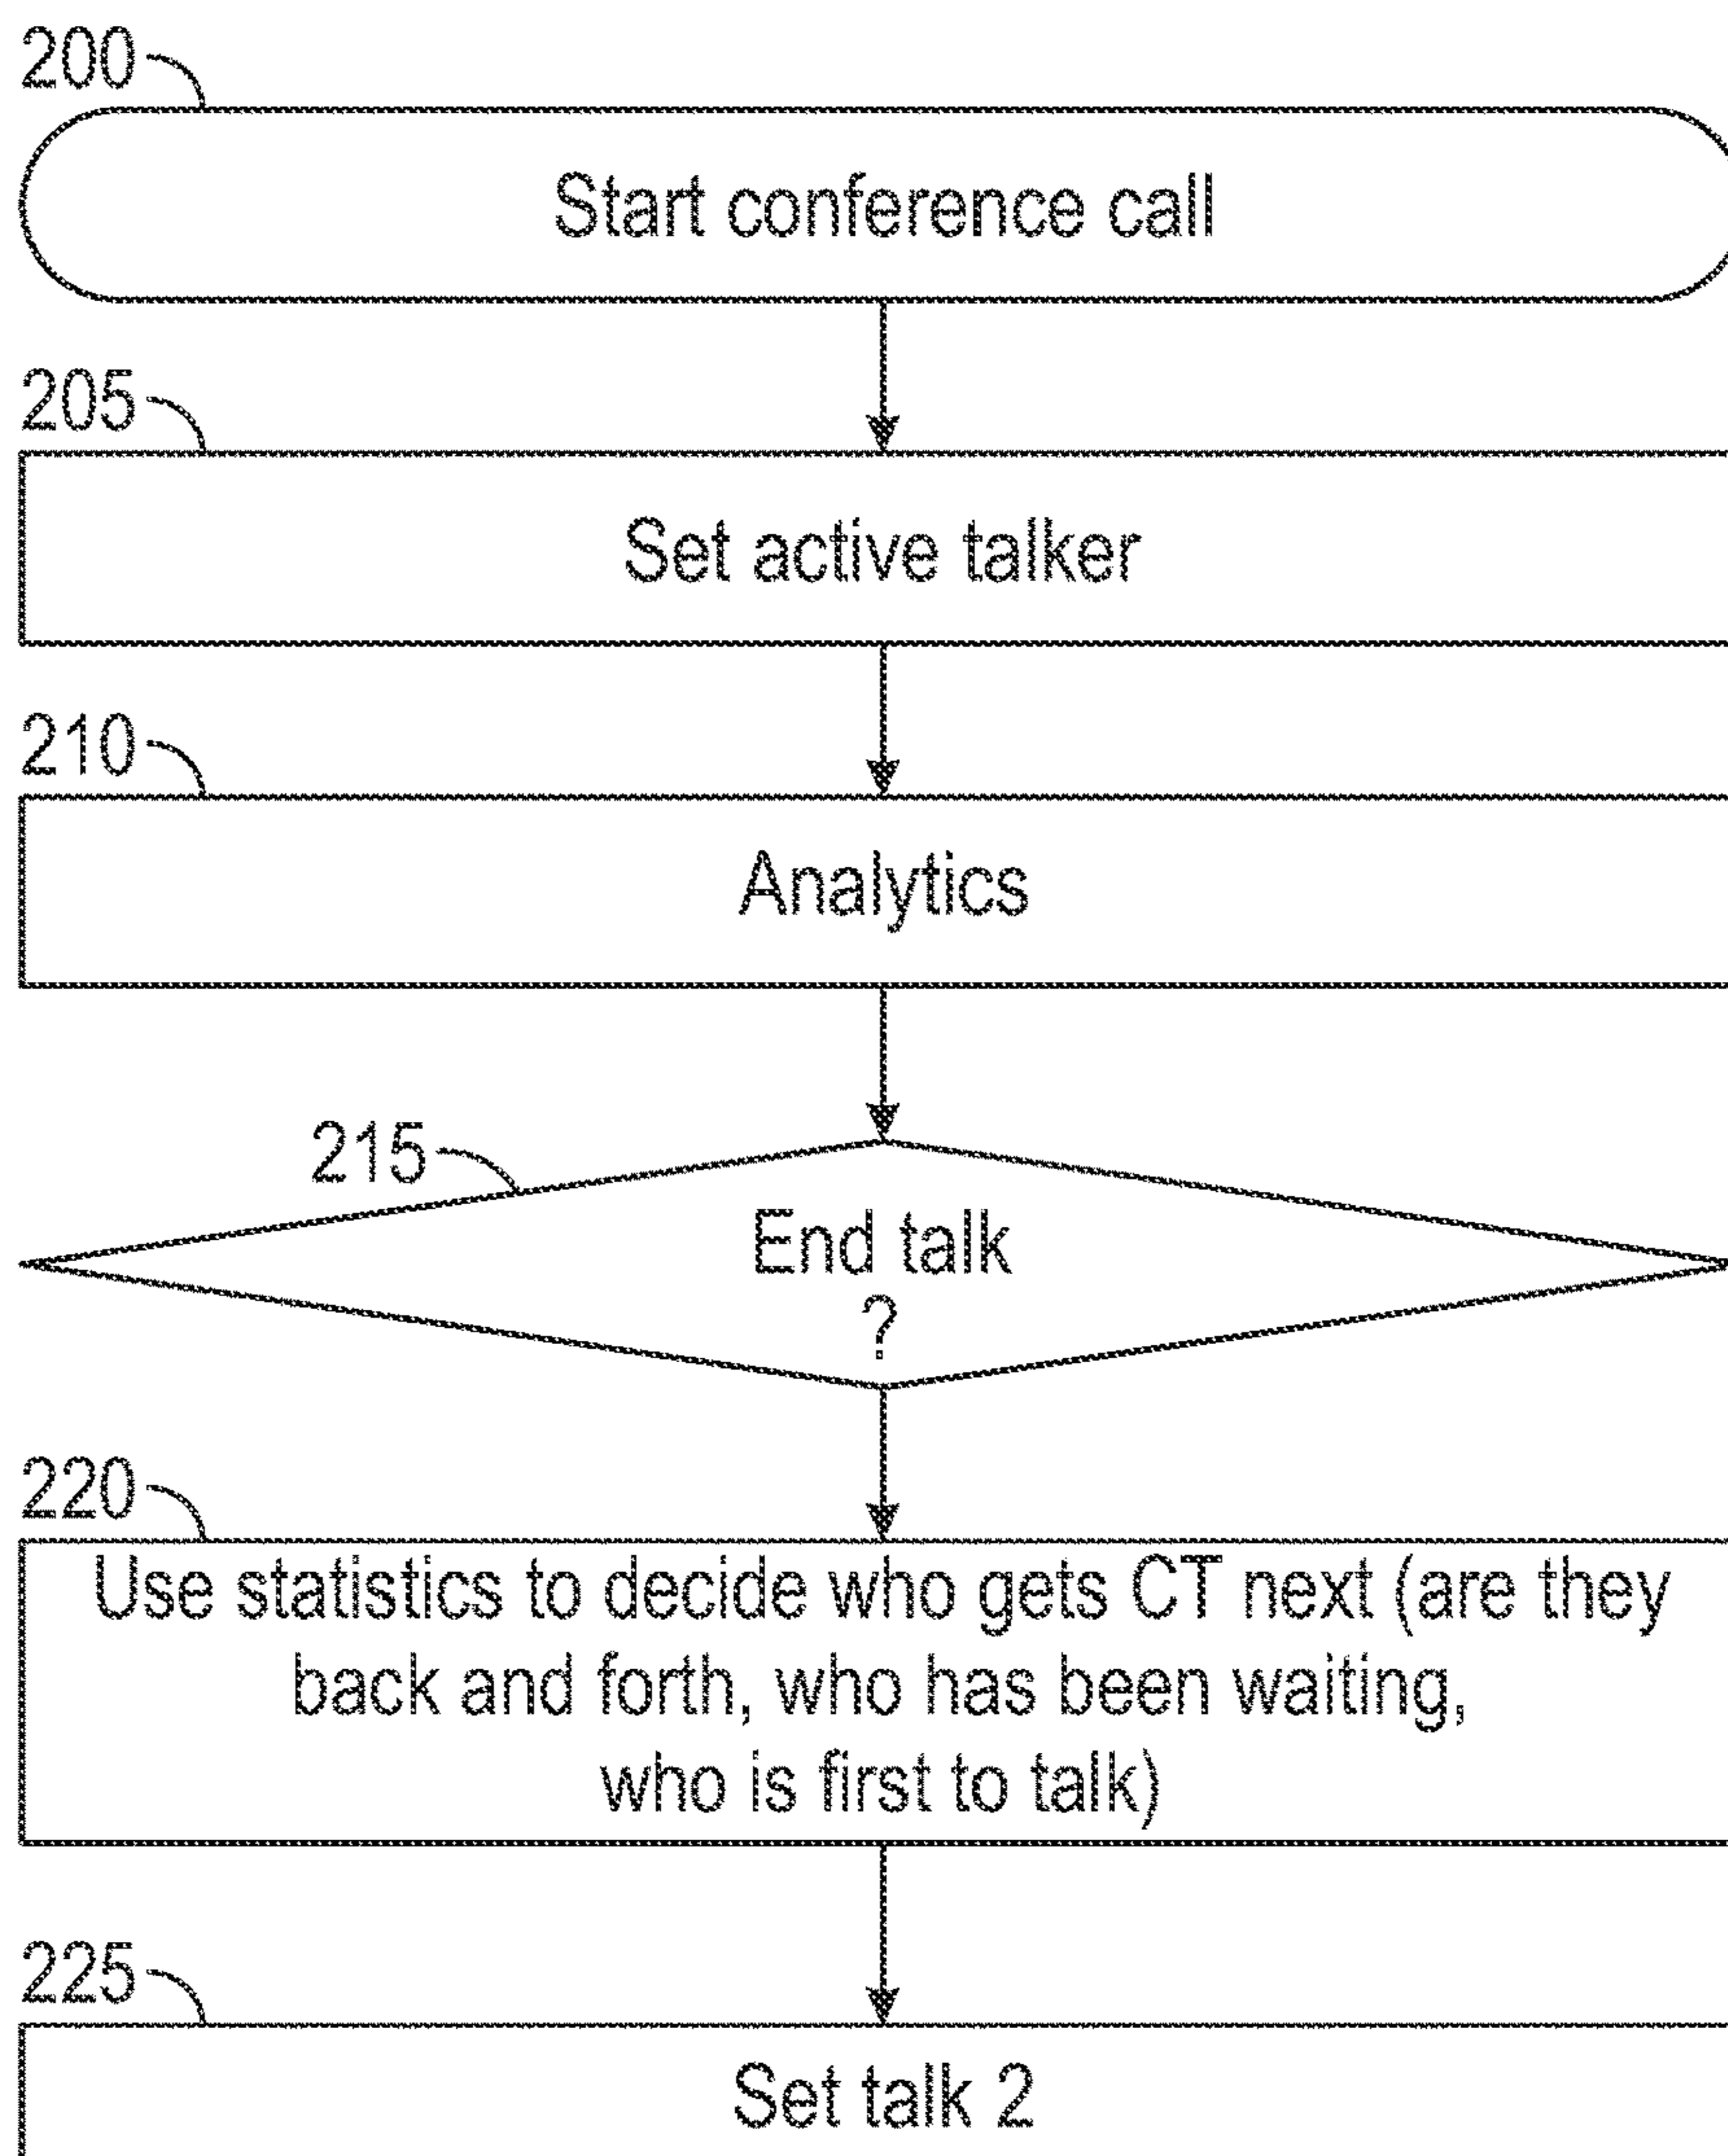 200
Start conference call
205
Set active talker
210
Analytics
215
End talk
?
220
Use statistics to decide who gets CT next (are they
back and forth, who has been waiting,
who is first to talk)
225
Set talk 2